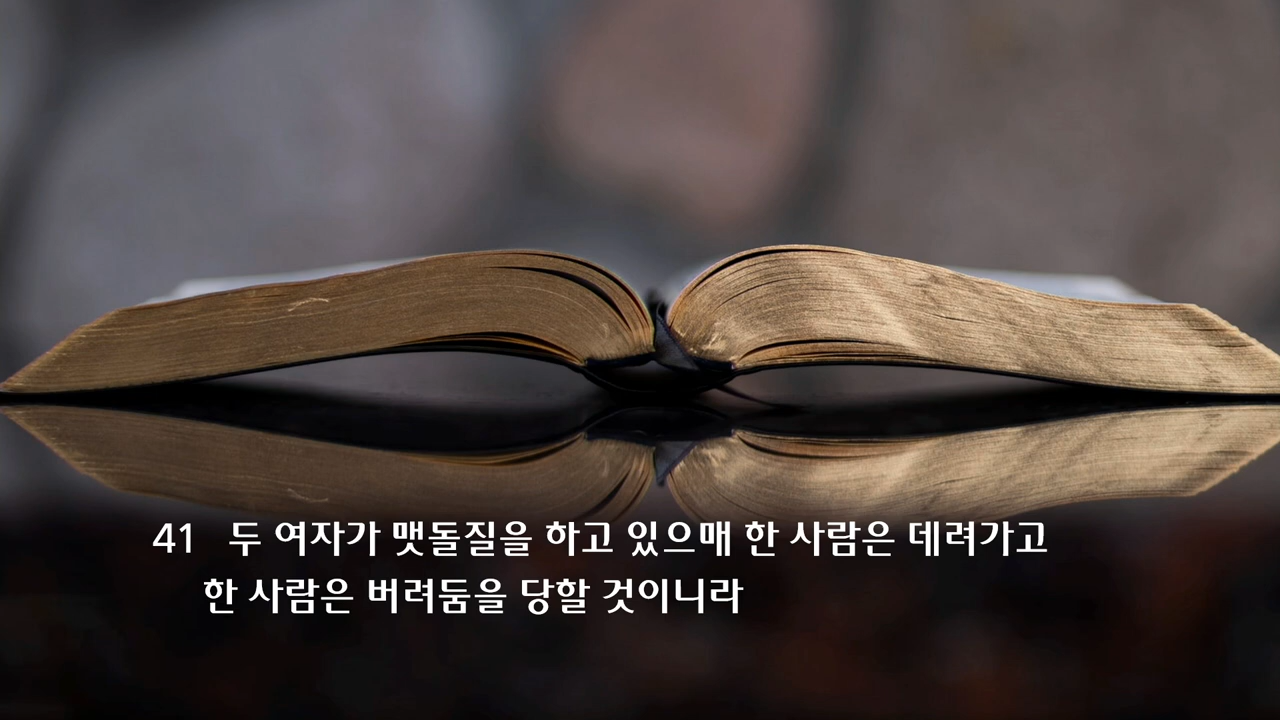 41 두 여자가 맷돌질을 하고 있으매 한 사람은 데려가고
한 사람은 버려둠을 당할 것이니라